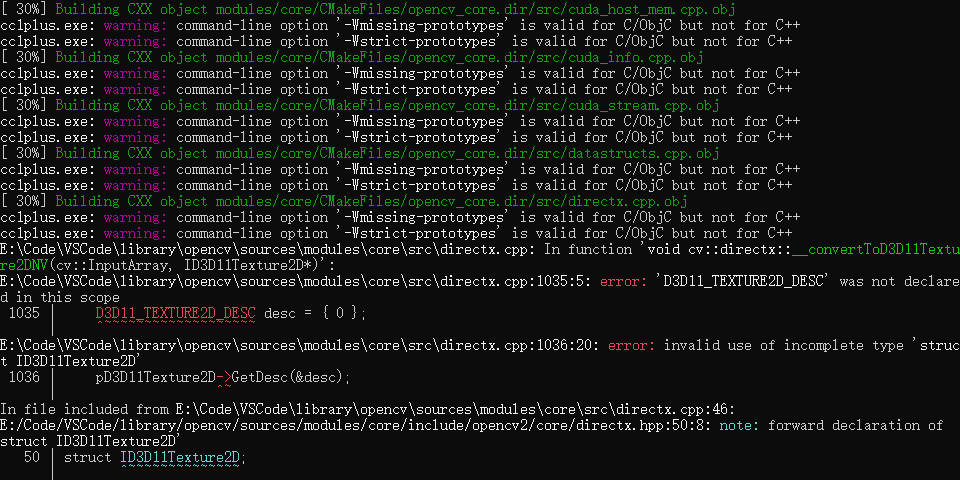 [ 30%] Building CXX object modules/core/CMakeFiles/opencv_core.dir/src/cuda_host_mem.cpp.obj
cc1plus.exe: warning: command-line option '-Wmissing-prototypes' is valid for C/ObjC but not for C++
cc1plus.exe: warning: command-line option '-Wstrict-prototypes' is valid for C/ObjC but not for C++
[ 30%] Building CXX object modules/core/CMakeFiles/opencv_core.dir/src/cuda_info.cpp.obj
cc1plus.exe: warning: command-line option '-Wmissing-prototypes' is valid for C/ObjC but not for C++
cc1plus.exe: warning: command-line option '-Wstrict-prototypes' is valid for C/ObjC but not for C++
[ 30%] Building CXX object modules/core/CMakeFiles/opencv_core.dir/src/cuda_stream.cpp.obj
cc1plus.exe: warning: command-line option '-Wmissing-prototypes' is valid for C/ObjC but not for C++
cc1plus.exe: warning: command-line option '-Wstrict-prototypes' is valid for C/ObjC but not for C++
[ 30%] Building CXX object modules/core/CMakeFiles/opencv_core.dir/src/datastructs.cpp.obj
cc1plus.exe: warning: command-line option '-Wmissing-prototypes' is valid for C/ObjC but not for C++
cc1plus.exe: warning: command-line option '-Wstrict-prototypes' is valid for C/ObjC but not for C++
[ 30%] Building CXX object modules/core/CMakeFiles/opencv_core.dir/src/directx.cpp.obj
cc1plus.exe: warning: command-line option '-Wmissing-prototypes' is valid for C/ObjC but not for C++
cc1plus.exe: warning: command-line option '-Wstrict-prototypes' is valid for C/ObjC but not for C++
E:\Code\VSCode\library\opencv\sources\modules\core\src\directx.cpp: In function 'void cv::directx::__convertToD3D11Textu
re2DNV(cv::InputArray, ID3D11Texture2D*)':
E:\Code\VSCode\library\opencv\sources\modules\core\src\directx.cpp:1035:5: error: 'D3D11_TEXTURE2D_DESC' was not declare
d in this scope
1035 | D3D11_TEXTURE2D_DESC desc = { 0 };
| ^~~~~~~~~~~~~~~~~~~~
E:\Code\VSCode\library\opencv\sources\modules\core\src\directx.cpp:1036:20: error: invalid use of incomplete type 'struc
t ID3D11Texture2D'
1036 | pD3D11Texture2D->GetDesc(&desc);
| ^~
In file included from E:\Code\VSCode\library\opencv\sources\modules\core\src\directx.cpp:46:
E:/Code/VSCode/library/opencv/sources/modules/core/include/opencv2/core/directx.hpp:50:8: note: forward declaration of '
struct ID3D11Texture2D'
50 | struct ID3D11Texture2D;
| ^~~~~~~~~~~~~~~